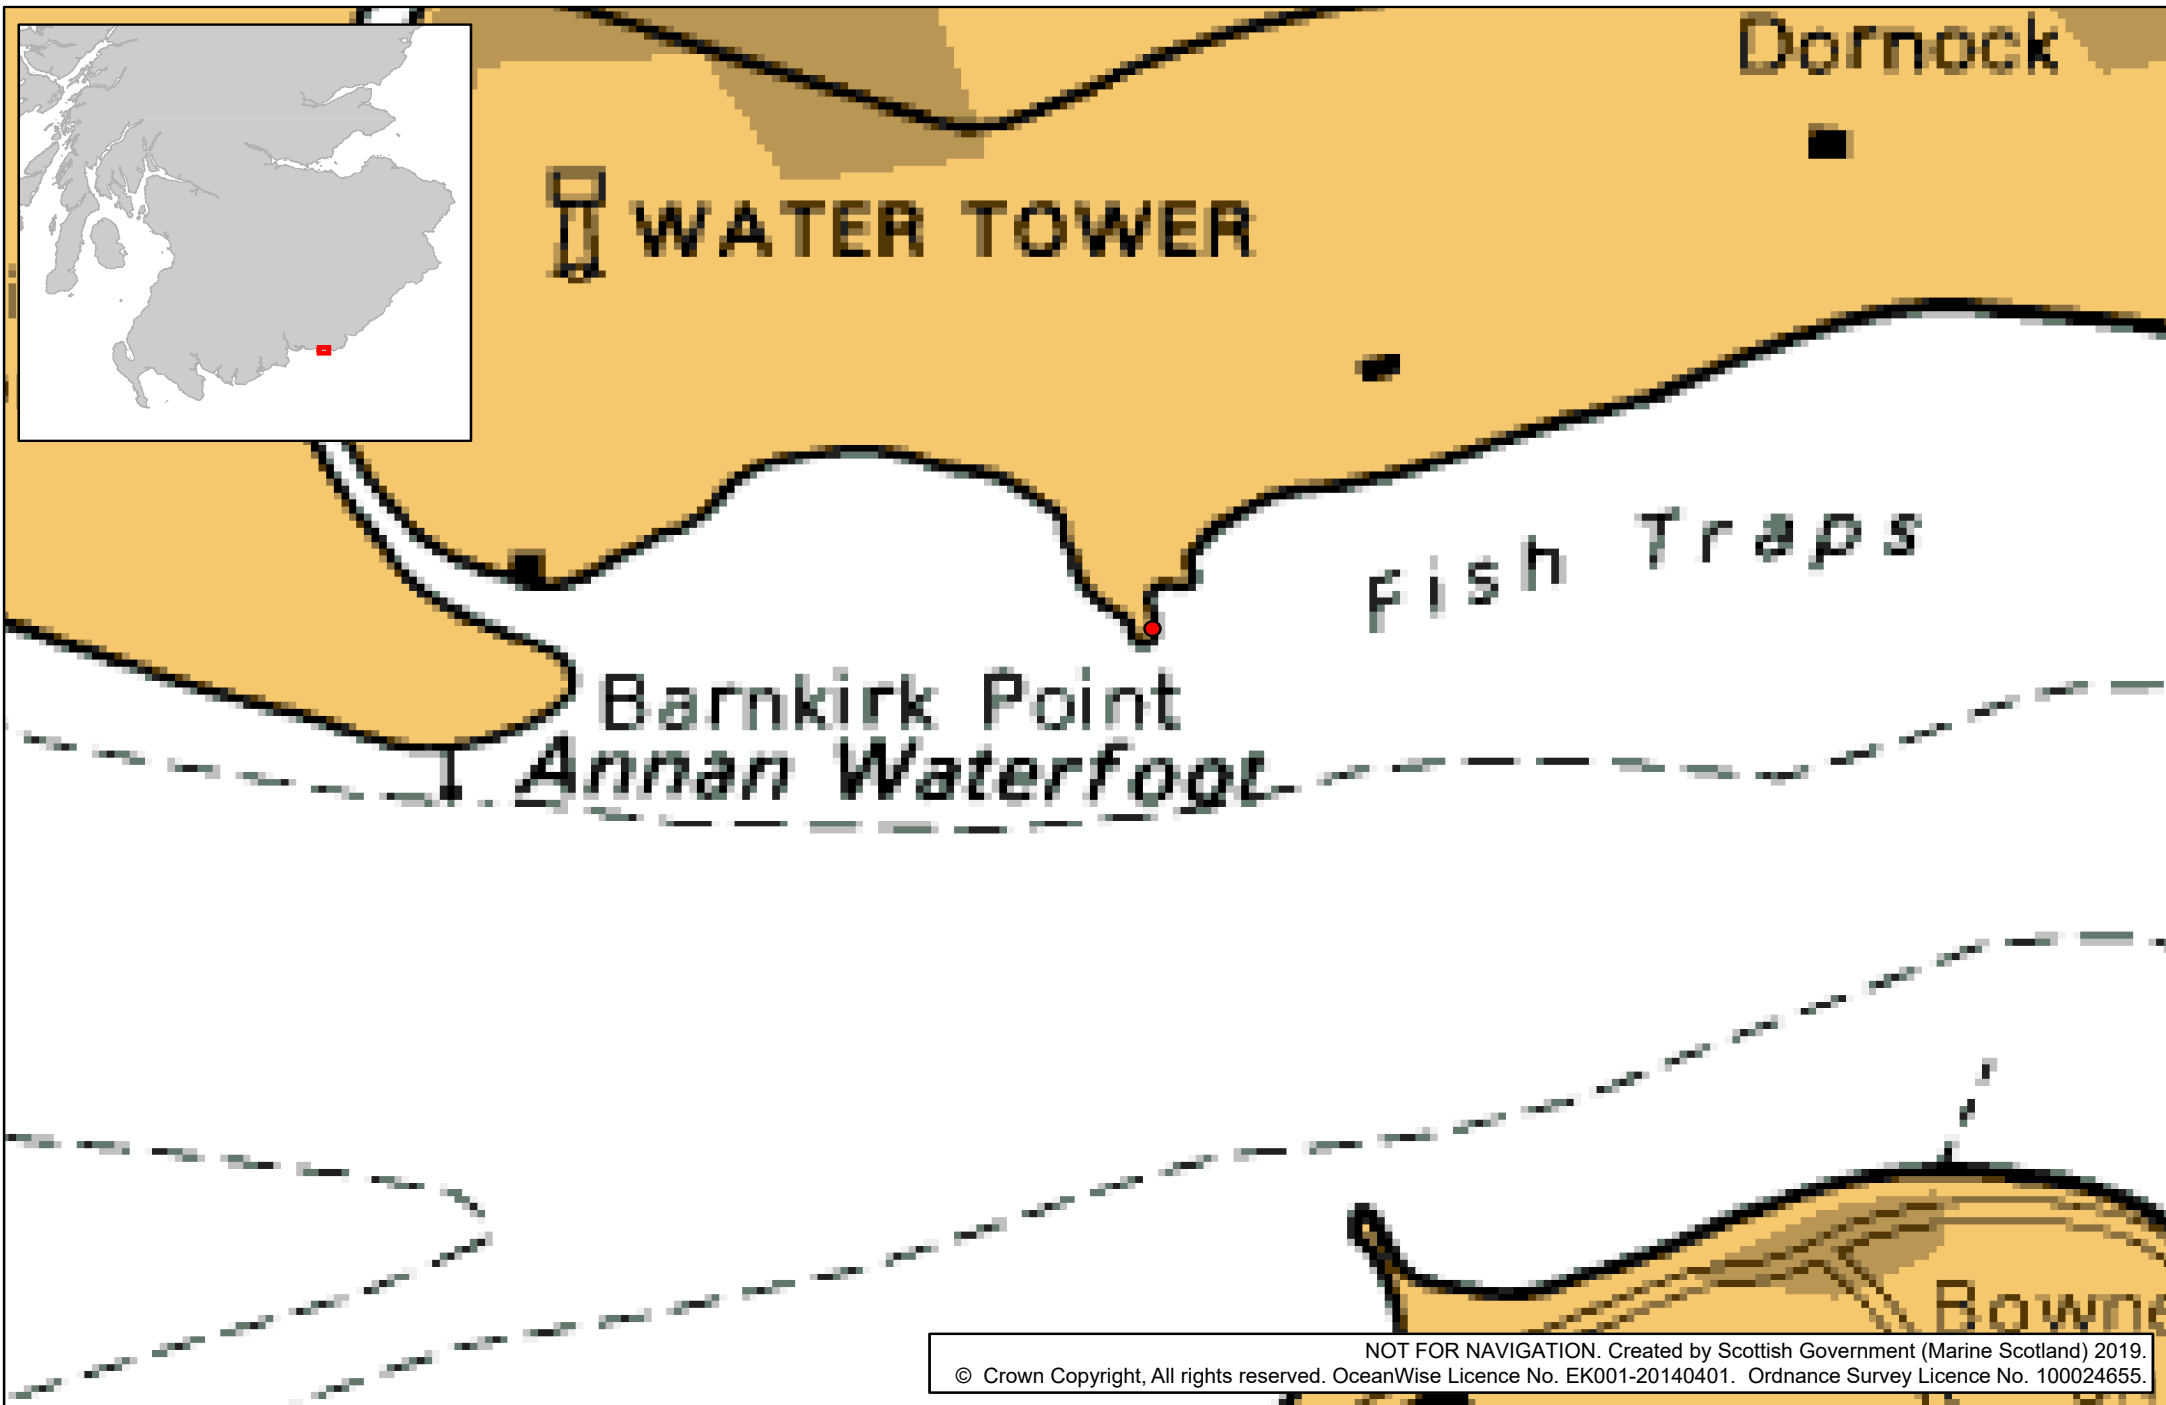 Dornock
WATER TOWER
Fish Traps
Barnkirk Point
Annan Waterfoot
Bowne
NOT FOR NAVIGATION. Created by Scottish Government (Marine Scotland) 2019.
© Crown Copyright, All rights reserved. OceanWise Licence No. EK001-20140401. Ordnance Survey Licence No. 100024655.